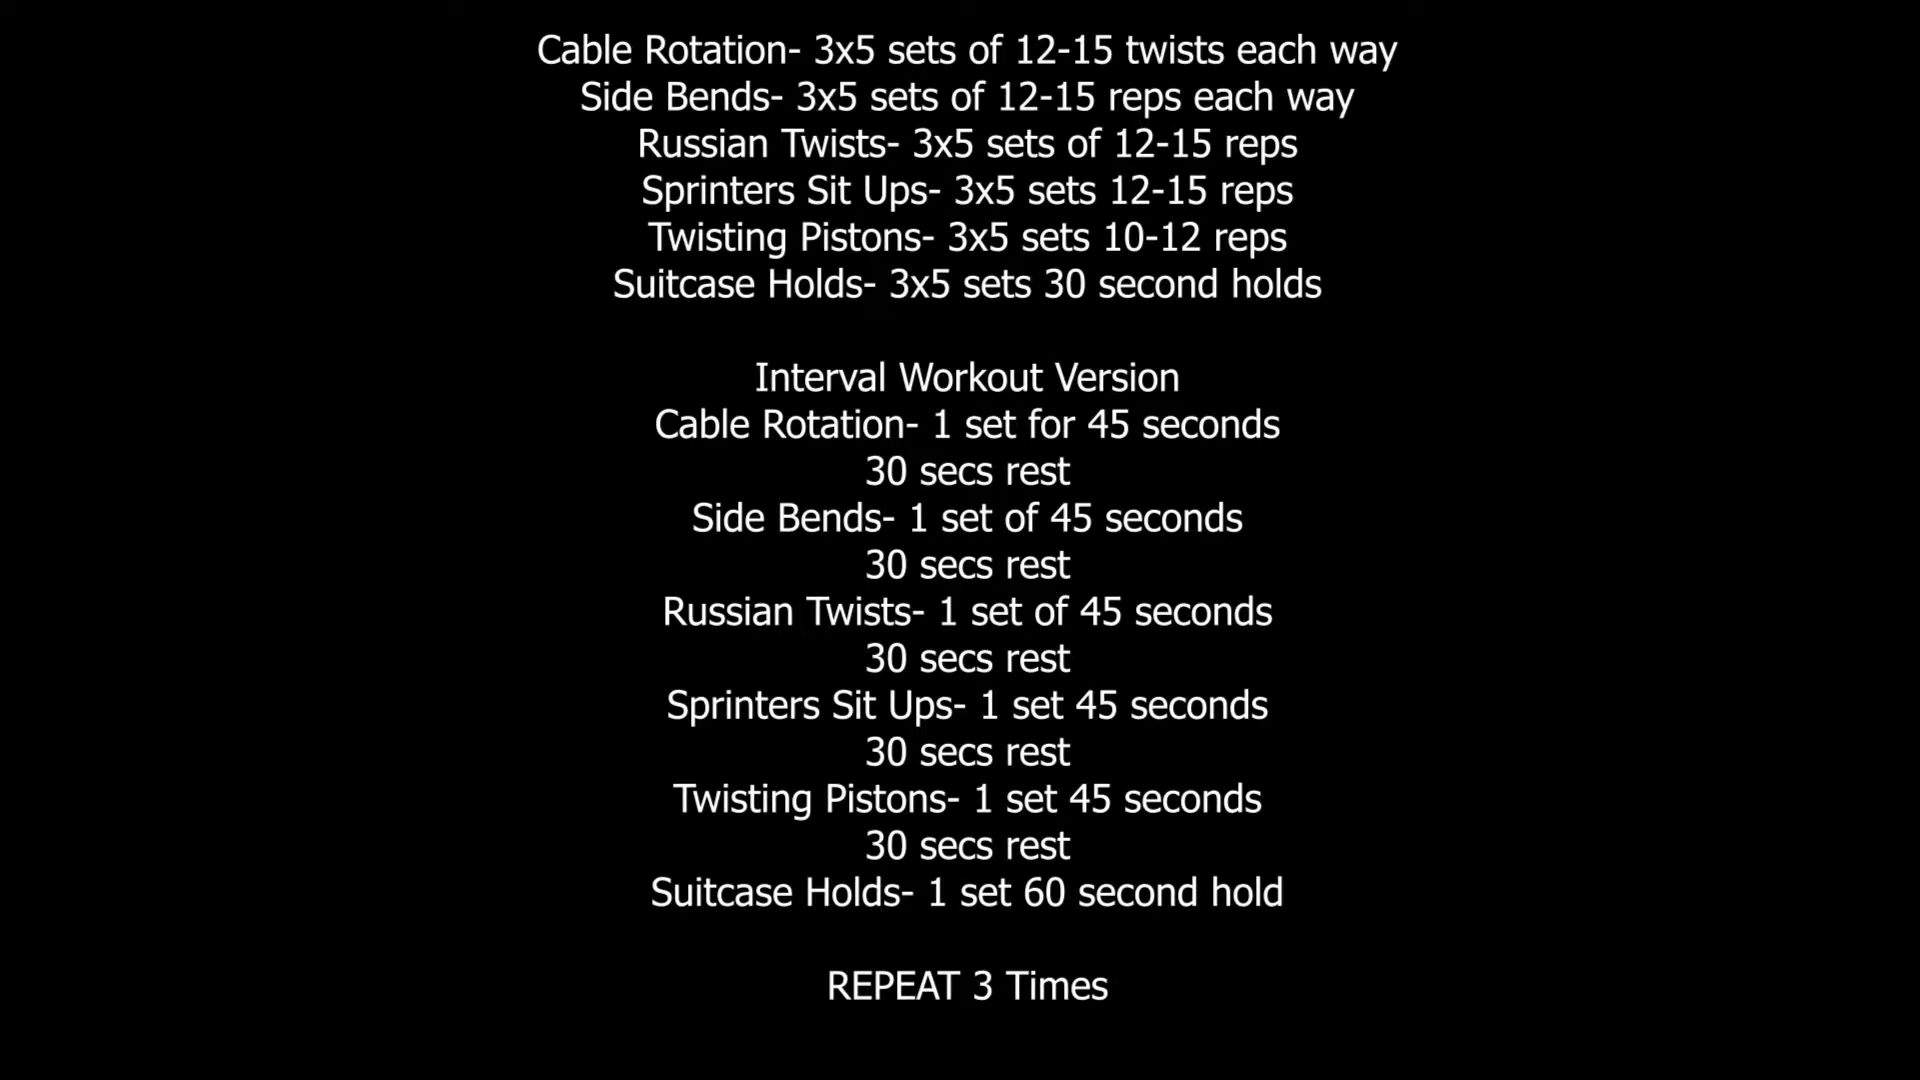 Cable Rotation- 3x5 sets of 12-15 twists each way
Side Bends- 3x5 sets of 12-15 reps each way
Russian Twists- 3x5 sets of 12-15 reps
Sprinters Sit Ups- 3x5 sets 12-15 reps
Twisting Pistons- 3x5 sets 10-12 reps
Suitcase Holds- 3x5 sets 30 second holds
Interval Workout Version
Cable Rotation- 1 set for 45 seconds
30 secs rest
Side Bends- 1 set of 45 seconds
30 secs rest
Russian Twists- 1 set of 45 seconds
30 secs rest
Sprinters Sit Ups- 1 set 45 seconds
30 secs rest
Twisting Pistons- 1 set 45 seconds
30 secs rest
Suitcase Holds- 1 set 60 second hold
REPEAT 3 Times